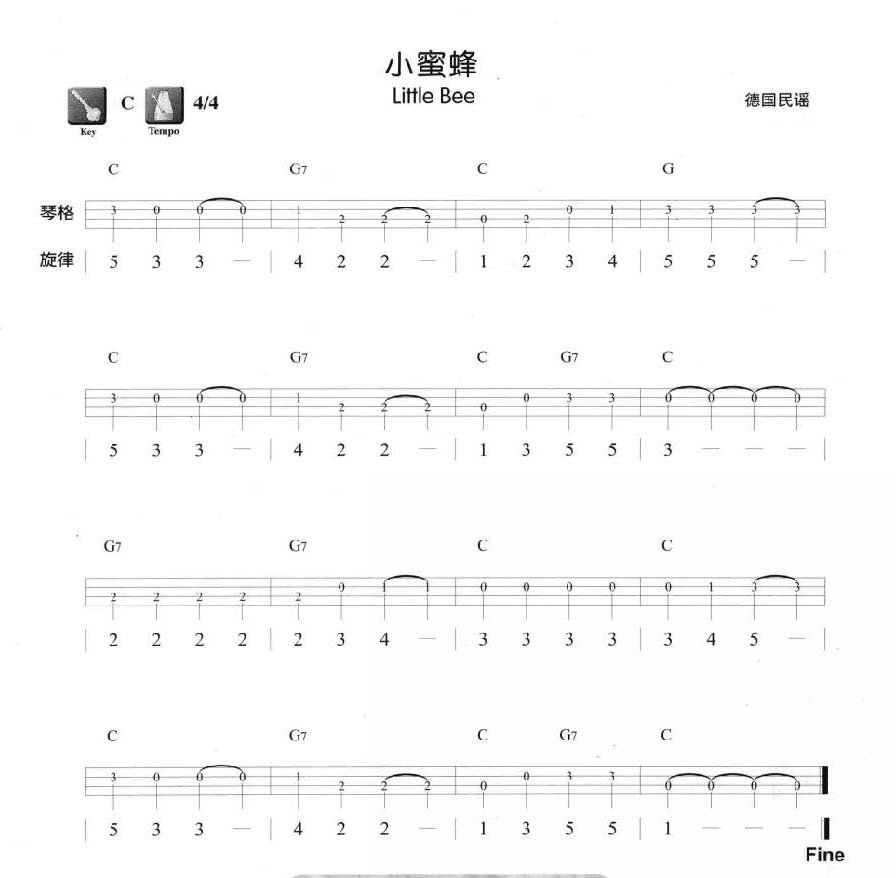 小蜜蜂
Little Bee
Key C Tempo 4/4 德国民谣
C G7 C G
琴格 3 0 0 0 1 2 2 2 0 2 0 1 3 3 3 3
旋律 | 5 3 3 — | 4 2 2 — | 1 2 3 4 | 5 5 5 — |
C G7 C G7 C
3 0 0 0 1 2 2 2 0 0 3 3 0 0 0 0
| 5 3 3 — | 4 2 2 — | 1 3 5 5 | 3 — — — |
G7 G7 C C
2 2 2 2 2 0 1 1 0 0 0 0 0 1 3 3
| 2 2 2 2 | 2 3 4 — | 3 3 3 3 | 3 4 5 — |
C G7 C G7 C
3 0 0 0 1 2 2 2 0 0 3 3 0 0 0 0
| 5 3 3 — | 4 2 2 — | 1 3 5 5 | 1 — — — |
Fine